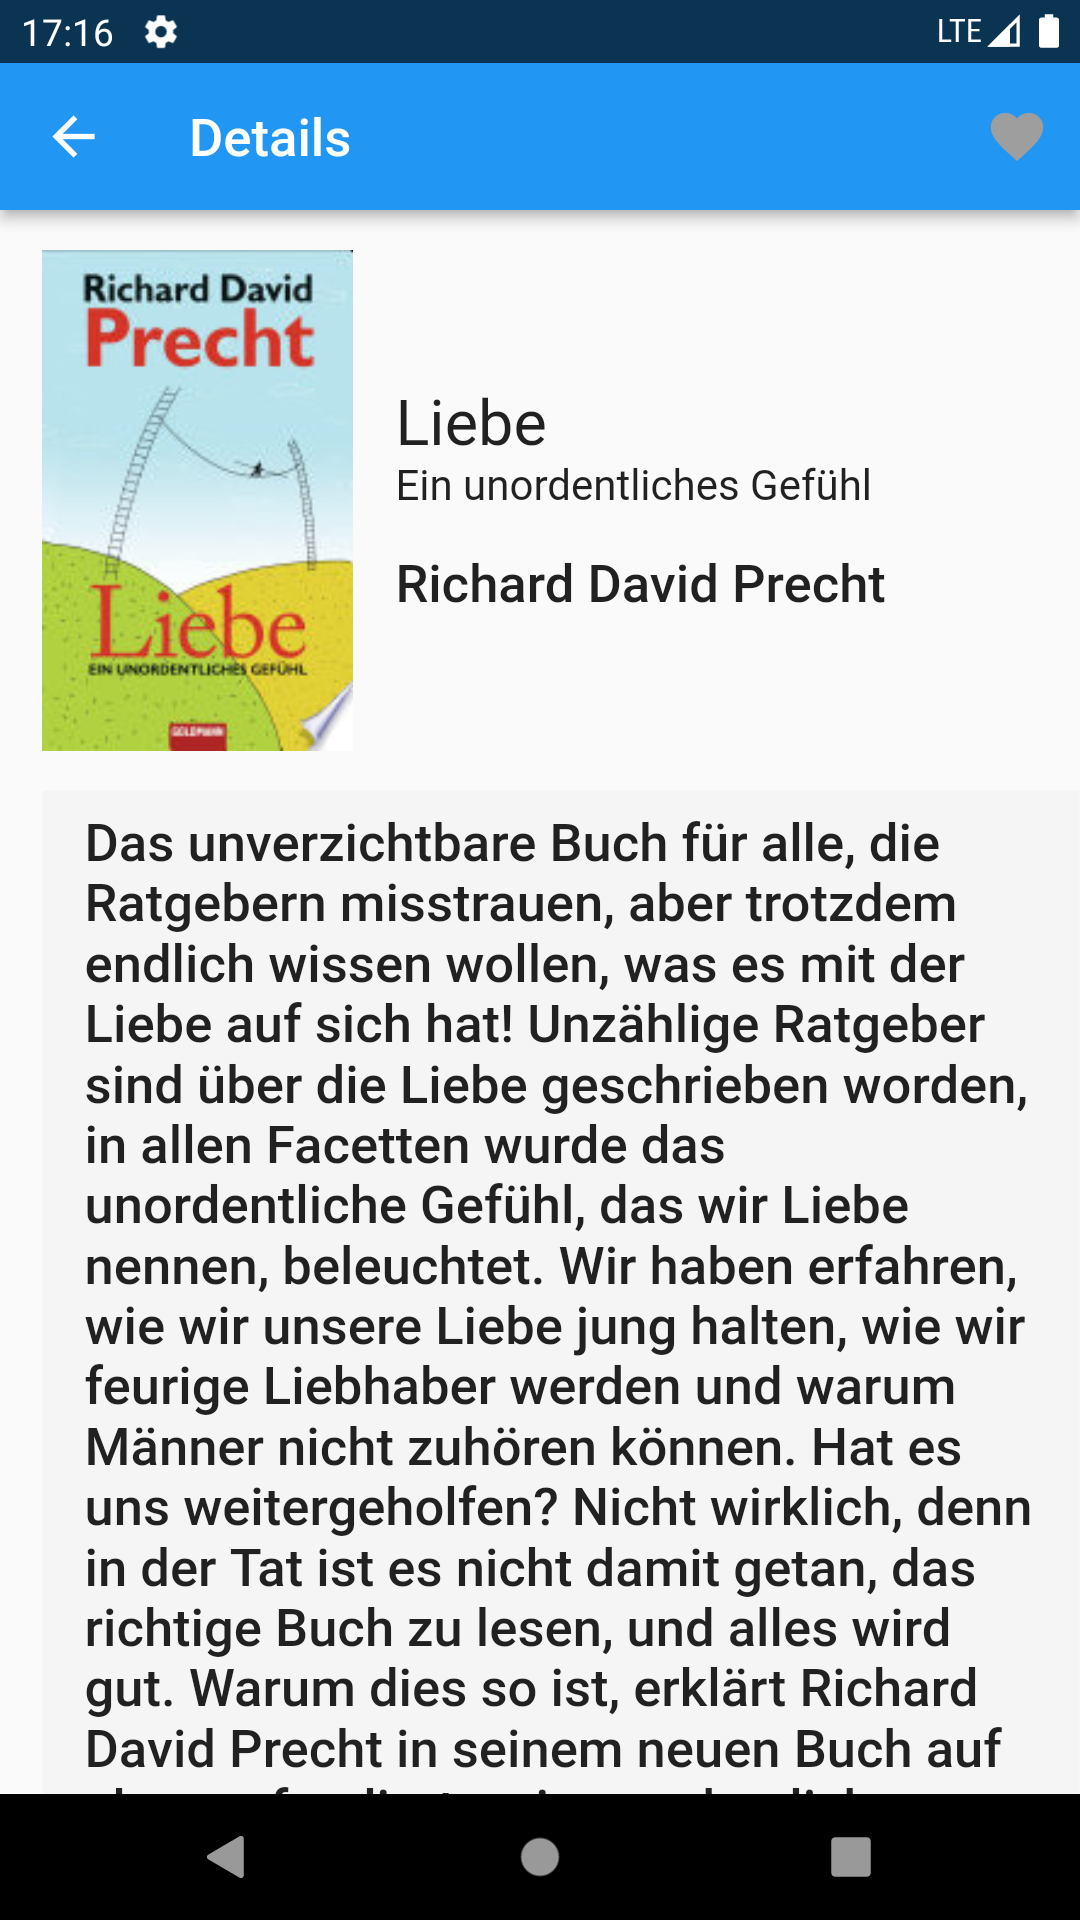 17:16
LTE
Details
Richard David
Precht
Liebe
EIN UNORDENTLICHES GEFÜHL
GOLDMANN
Liebe
Ein unordentliches Gefühl
Richard David Precht
Das unverzichtbare Buch für alle, die
Ratgebern misstrauen, aber trotzdem
endlich wissen wollen, was es mit der
Liebe auf sich hat! Unzählige Ratgeber
sind über die Liebe geschrieben worden,
in allen Facetten wurde das
unordentliche Gefühl, das wir Liebe
nennen, beleuchtet. Wir haben erfahren,
wie wir unsere Liebe jung halten, wie wir
feurige Liebhaber werden und warum
Männer nicht zuhören können. Hat es
uns weitergeholfen? Nicht wirklich, denn
in der Tat ist es nicht damit getan, das
richtige Buch zu lesen, und alles wird
gut. Warum dies so ist, erklärt Richard
David Precht in seinem neuen Buch auf